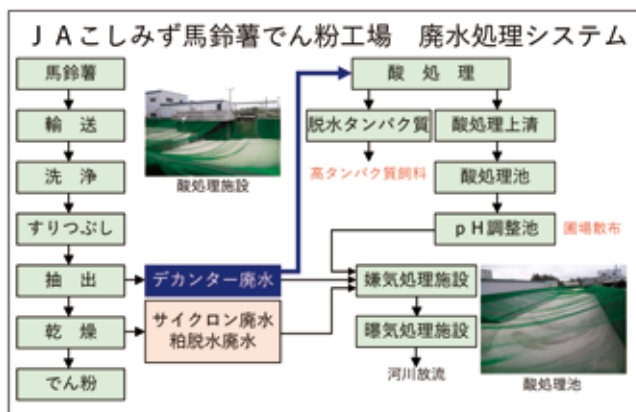 JAこしみず馬鈴薯でん粉工場 廃水処理システム
馬鈴薯
輸送
洗浄
すりつぶし
抽出
乾燥
でん粉
酸処理施設
デカンター廃水
サイクロン廃水
粕脱水廃水
酸処理
脱水タンパク質
高タンパク質飼料
酸処理上清
酸処理池
pH調整池
圃場散布
嫌気処理施設
曝気処理施設
河川放流
酸処理池